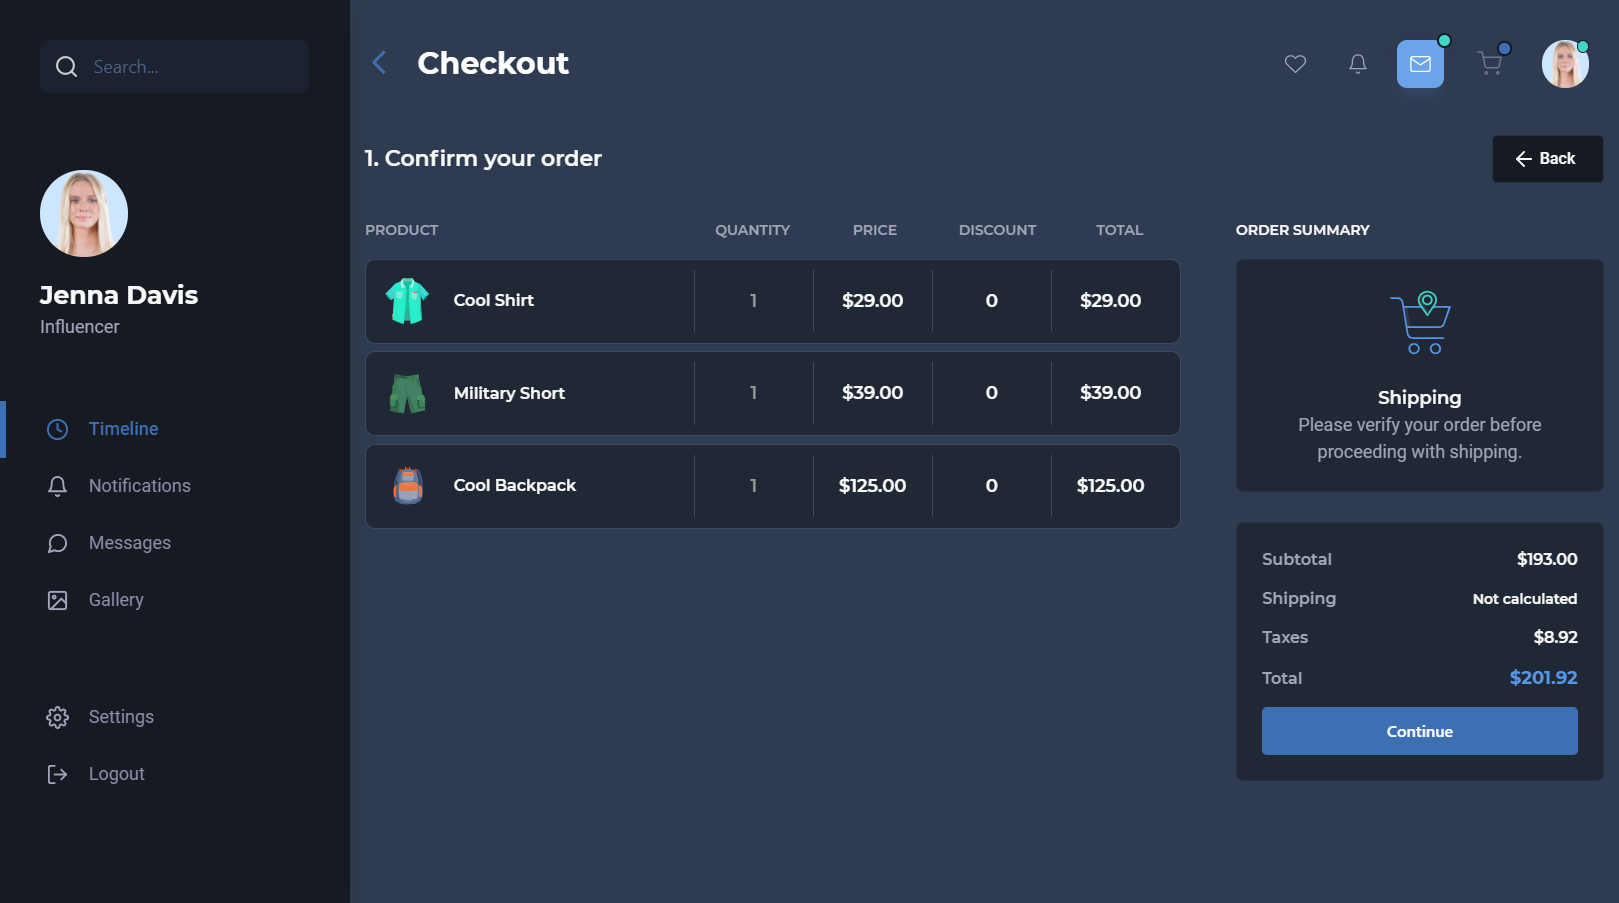 Search...
Jenna Davis
Influencer
Timeline
Notifications
Messages
Gallery
Settings
Logout
Checkout
1. Confirm your order
Back
PRODUCT QUANTITY PRICE DISCOUNT TOTAL
Cool Shirt 1 $29.00 0 $29.00
Military Short 1 $39.00 0 $39.00
Cool Backpack 1 $125.00 0 $125.00
ORDER SUMMARY
Shipping
Please verify your order before
proceeding with shipping.
Subtotal $193.00
Shipping Not calculated
Taxes $8.92
Total $201.92
Continue